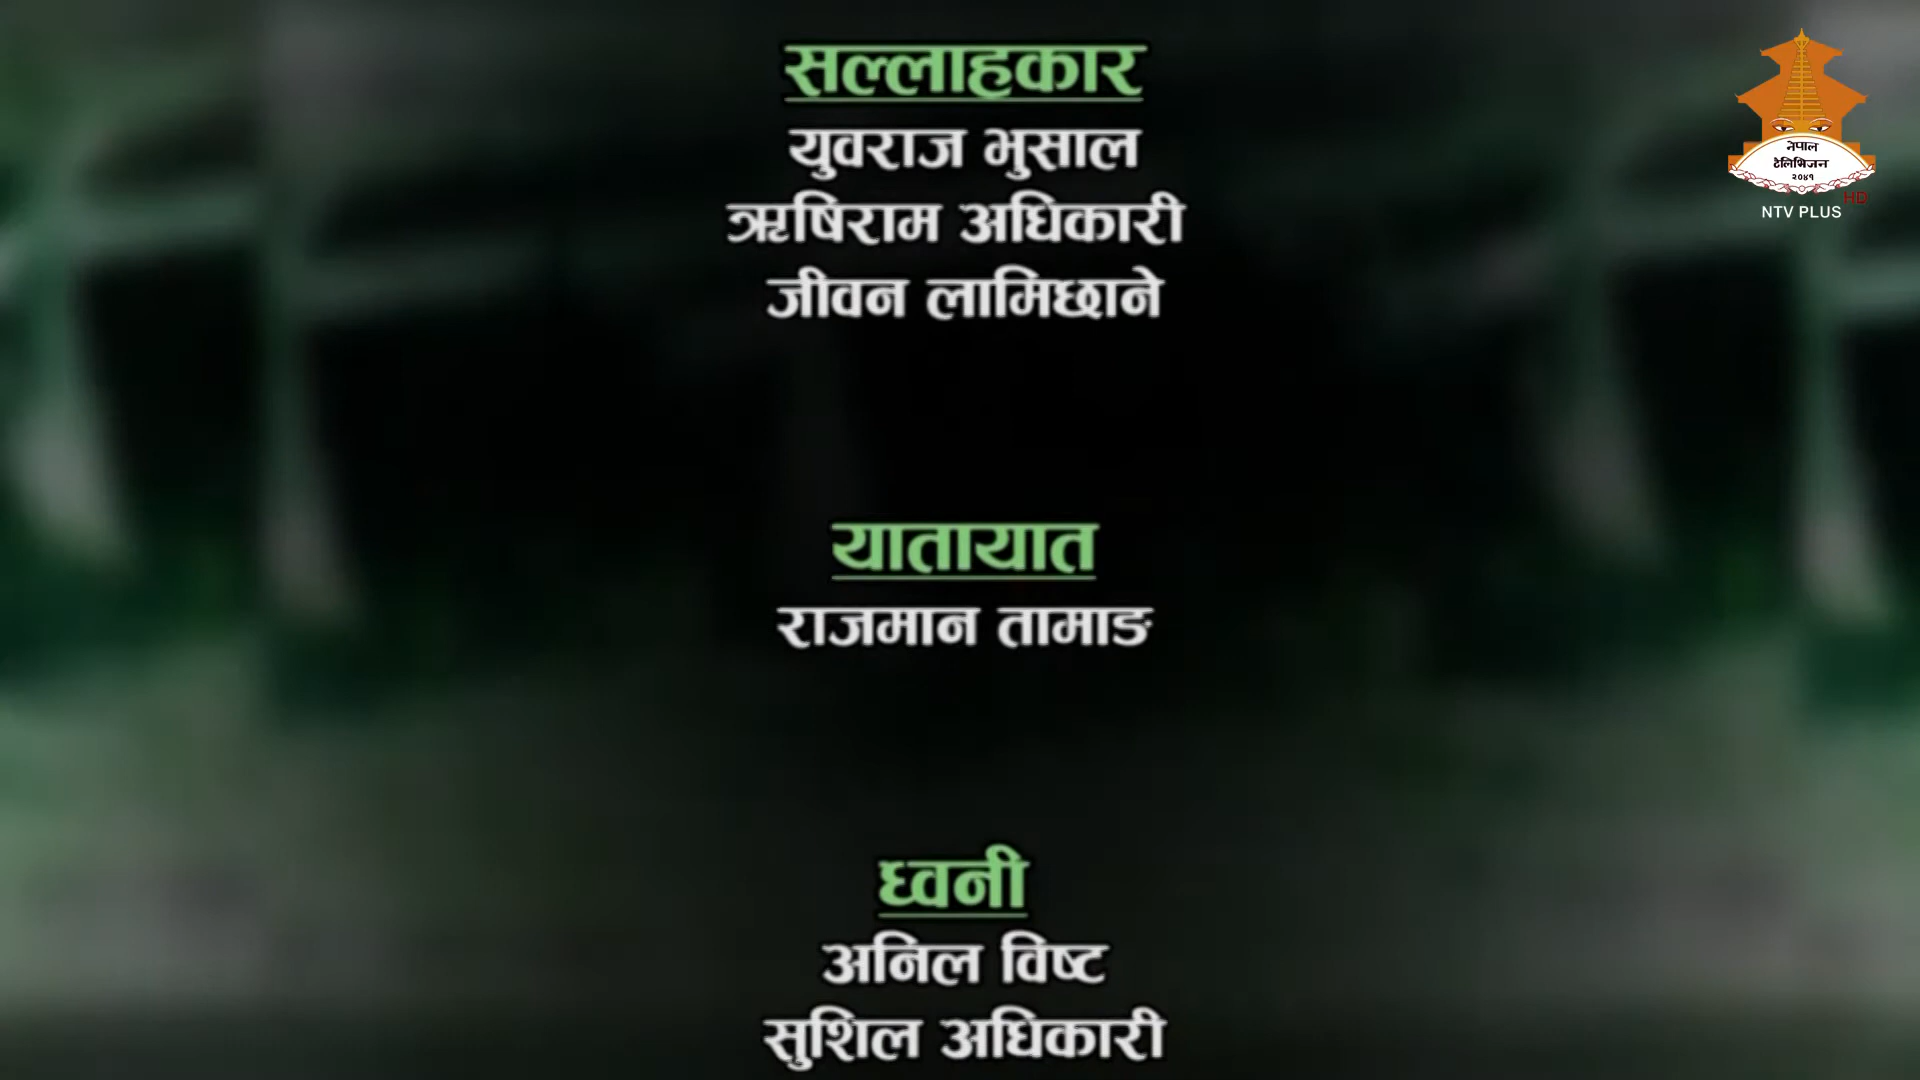 सल्लाहकार
युवराज भुसाल
ऋषिराम अधिकारी
जीवन लामिछाने
यातायात
राजमान तामाङ
ध्वनी
अनिल विष्ट
सुशिल अधिकारी
नेपाल
टेलिभिजन
२०४१
HD
NTV PLUS